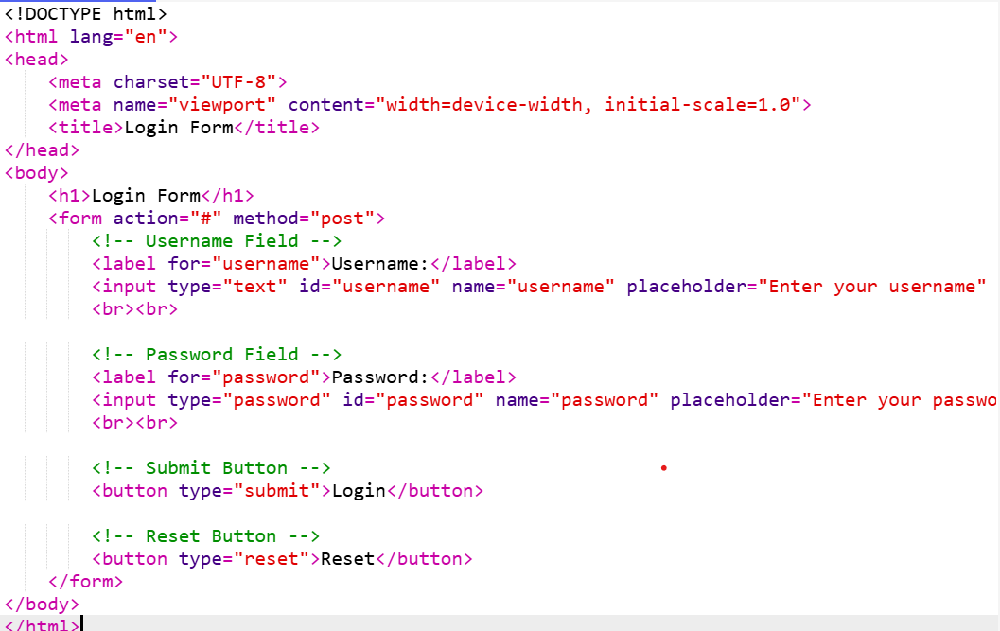 <!DOCTYPE html>
<html lang="en">
<head>
    <meta charset="UTF-8">
    <meta name="viewport" content="width=device-width, initial-scale=1.0">
    <title>Login Form</title>
</head>
<body>
    <h1>Login Form</h1>
    <form action="#" method="post">
        <!-- Username Field -->
        <label for="username">Username:</label>
        <input type="text" id="username" name="username" placeholder="Enter your username"
        <br><br>

        <!-- Password Field -->
        <label for="password">Password:</label>
        <input type="password" id="password" name="password" placeholder="Enter your
        <br><br>

        <!-- Submit Button -->
        <button type="submit">Login</button>

        <!-- Reset Button -->
        <button type="reset">Reset</button>
    </form>
</body>
</html>